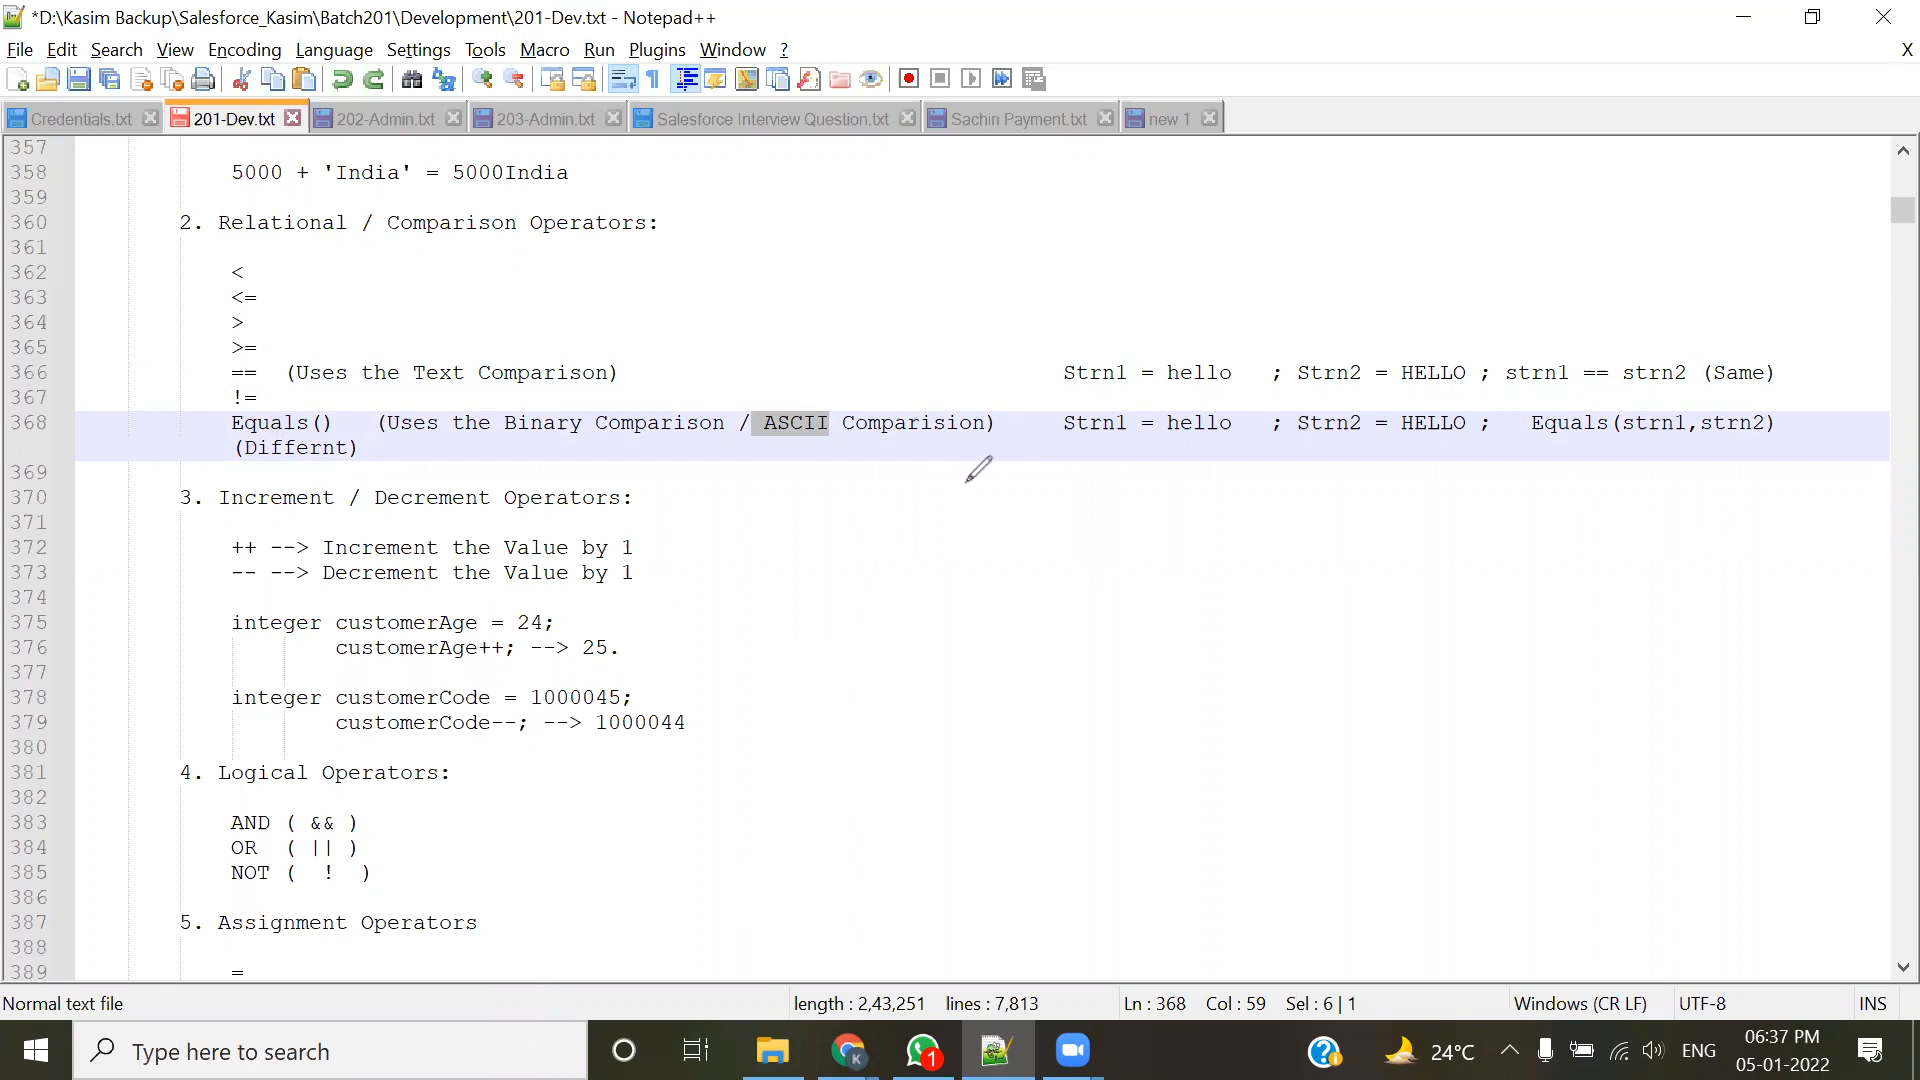 *D:\Kasim Backup\Salesforce_Kasim\Batch201\Development\201-Dev.txt - Notepad++
File Edit Search View Encoding Language Settings Tools Macro Run Plugins Window ? X
Credentials.txt 201-Dev.txt 202-Admin.txt 203-Admin.txt Salesforce Interview Question.txt Sachin Payment.txt new 1
357
358 5000 + 'India' = 5000India
359
360 2. Relational / Comparison Operators:
361
362 <
363 <=
364 >
365 >=
366 == (Uses the Text Comparison) Strn1 = hello ; Strn2 = HELLO ; strn1 == strn2 (Same)
367 !=
368 Equals() (Uses the Binary Comparison / ASCII Comparision) Strn1 = hello ; Strn2 = HELLO ; Equals(strn1,strn2)
(Differnt)
369
370 3. Increment / Decrement Operators:
371
372 ++ --> Increment the Value by 1
373 -- --> Decrement the Value by 1
374
375 integer customerAge = 24;
376 customerAge++; --> 25.
377
378 integer customerCode = 1000045;
379 customerCode--; --> 1000044
380
381 4. Logical Operators:
382
383 AND ( && )
384 OR ( || )
385 NOT ( ! )
386
387 5. Assignment Operators
388
389 =
Normal text file length : 2,43,251 lines : 7,813 Ln : 368 Col : 59 Sel : 6 | 1 Windows (CR LF) UTF-8 INS
Type here to search 1 24°C ENG 06:37 PM
05-01-2022